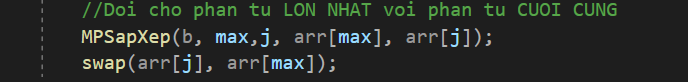 //Doi cho phan tu LON NHAT voi phan tu CUOI CUNG
MPSapXep(b, max,j, arr[max], arr[j]);
swap(arr[j], arr[max]);